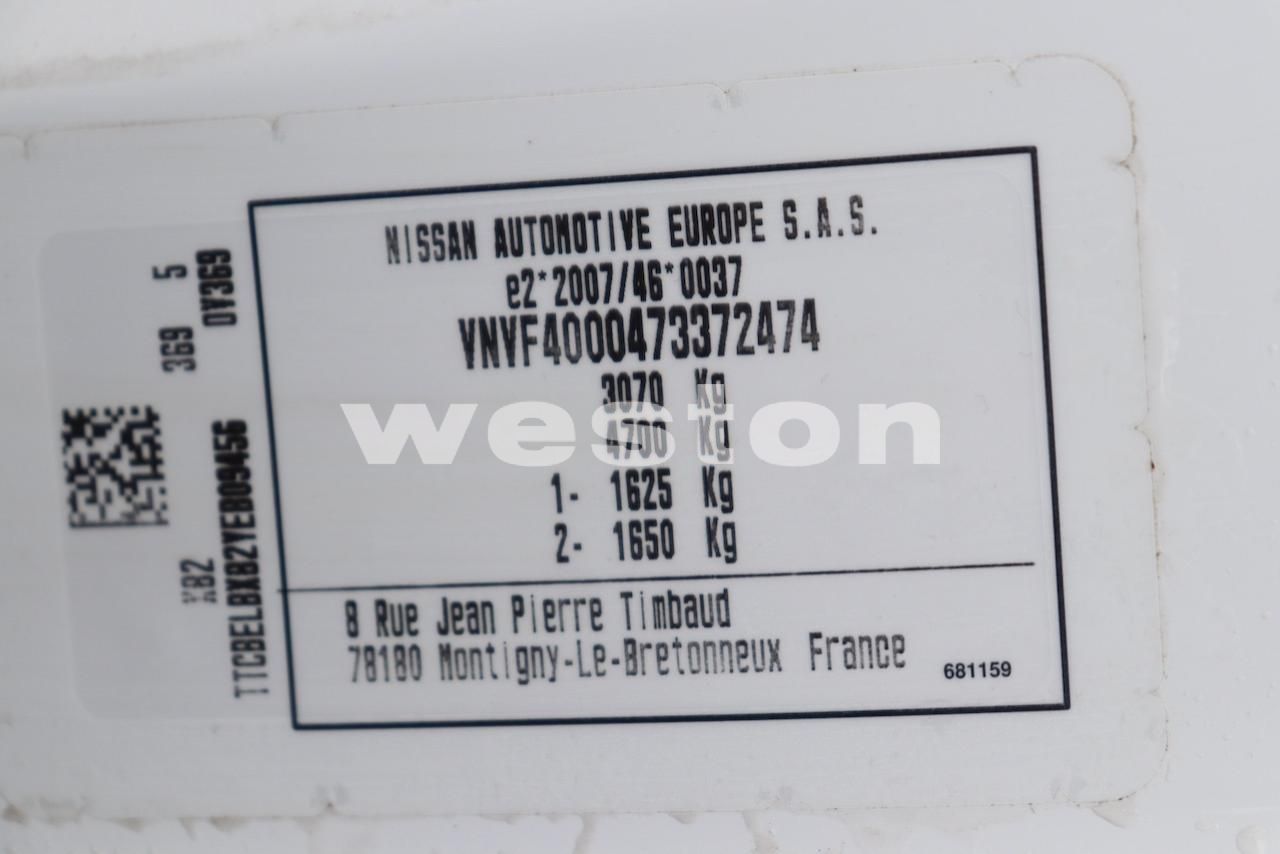 NISSAN AUTOMOTIVE EUROPE S.A.S.
e2*2007/46*0037
VNVF4000473372474
3070 Kg
4700 Kg
1- 1625 Kg
2- 1650 Kg
8 Rue Jean Pierre Timbaud
78180 Montigny-Le-Bretonneux France
681159
369 5
0V369
XB2
TTCBELBXB2YEB09456
weston